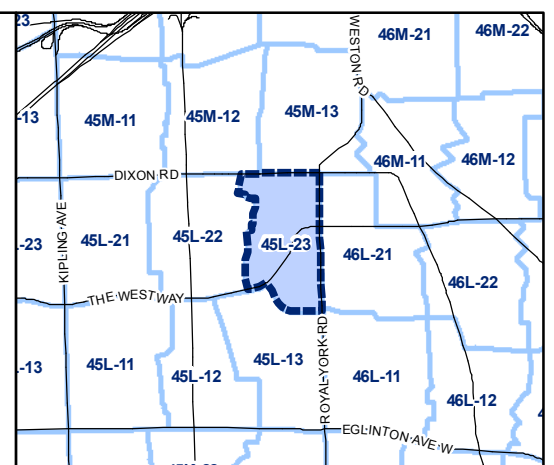 23
46M-21
46M-22
WESTON RD
-13
45M-11
45M-12
45M-13
46M-11
46M-12
DIXON RD
KIPLING AVE
-23
45L-21
45L-22
45L-23
46L-21
46L-22
THE WESTWAY
-13
45L-11
45L-12
45L-13
ROYAL YORK RD
46L-11
46L-12
EGLINTON AVE W